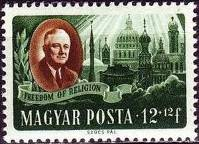 FREEDOM OF RELIGION
MAGYAR POSTA · 12+12f
SZÜCS PÁL